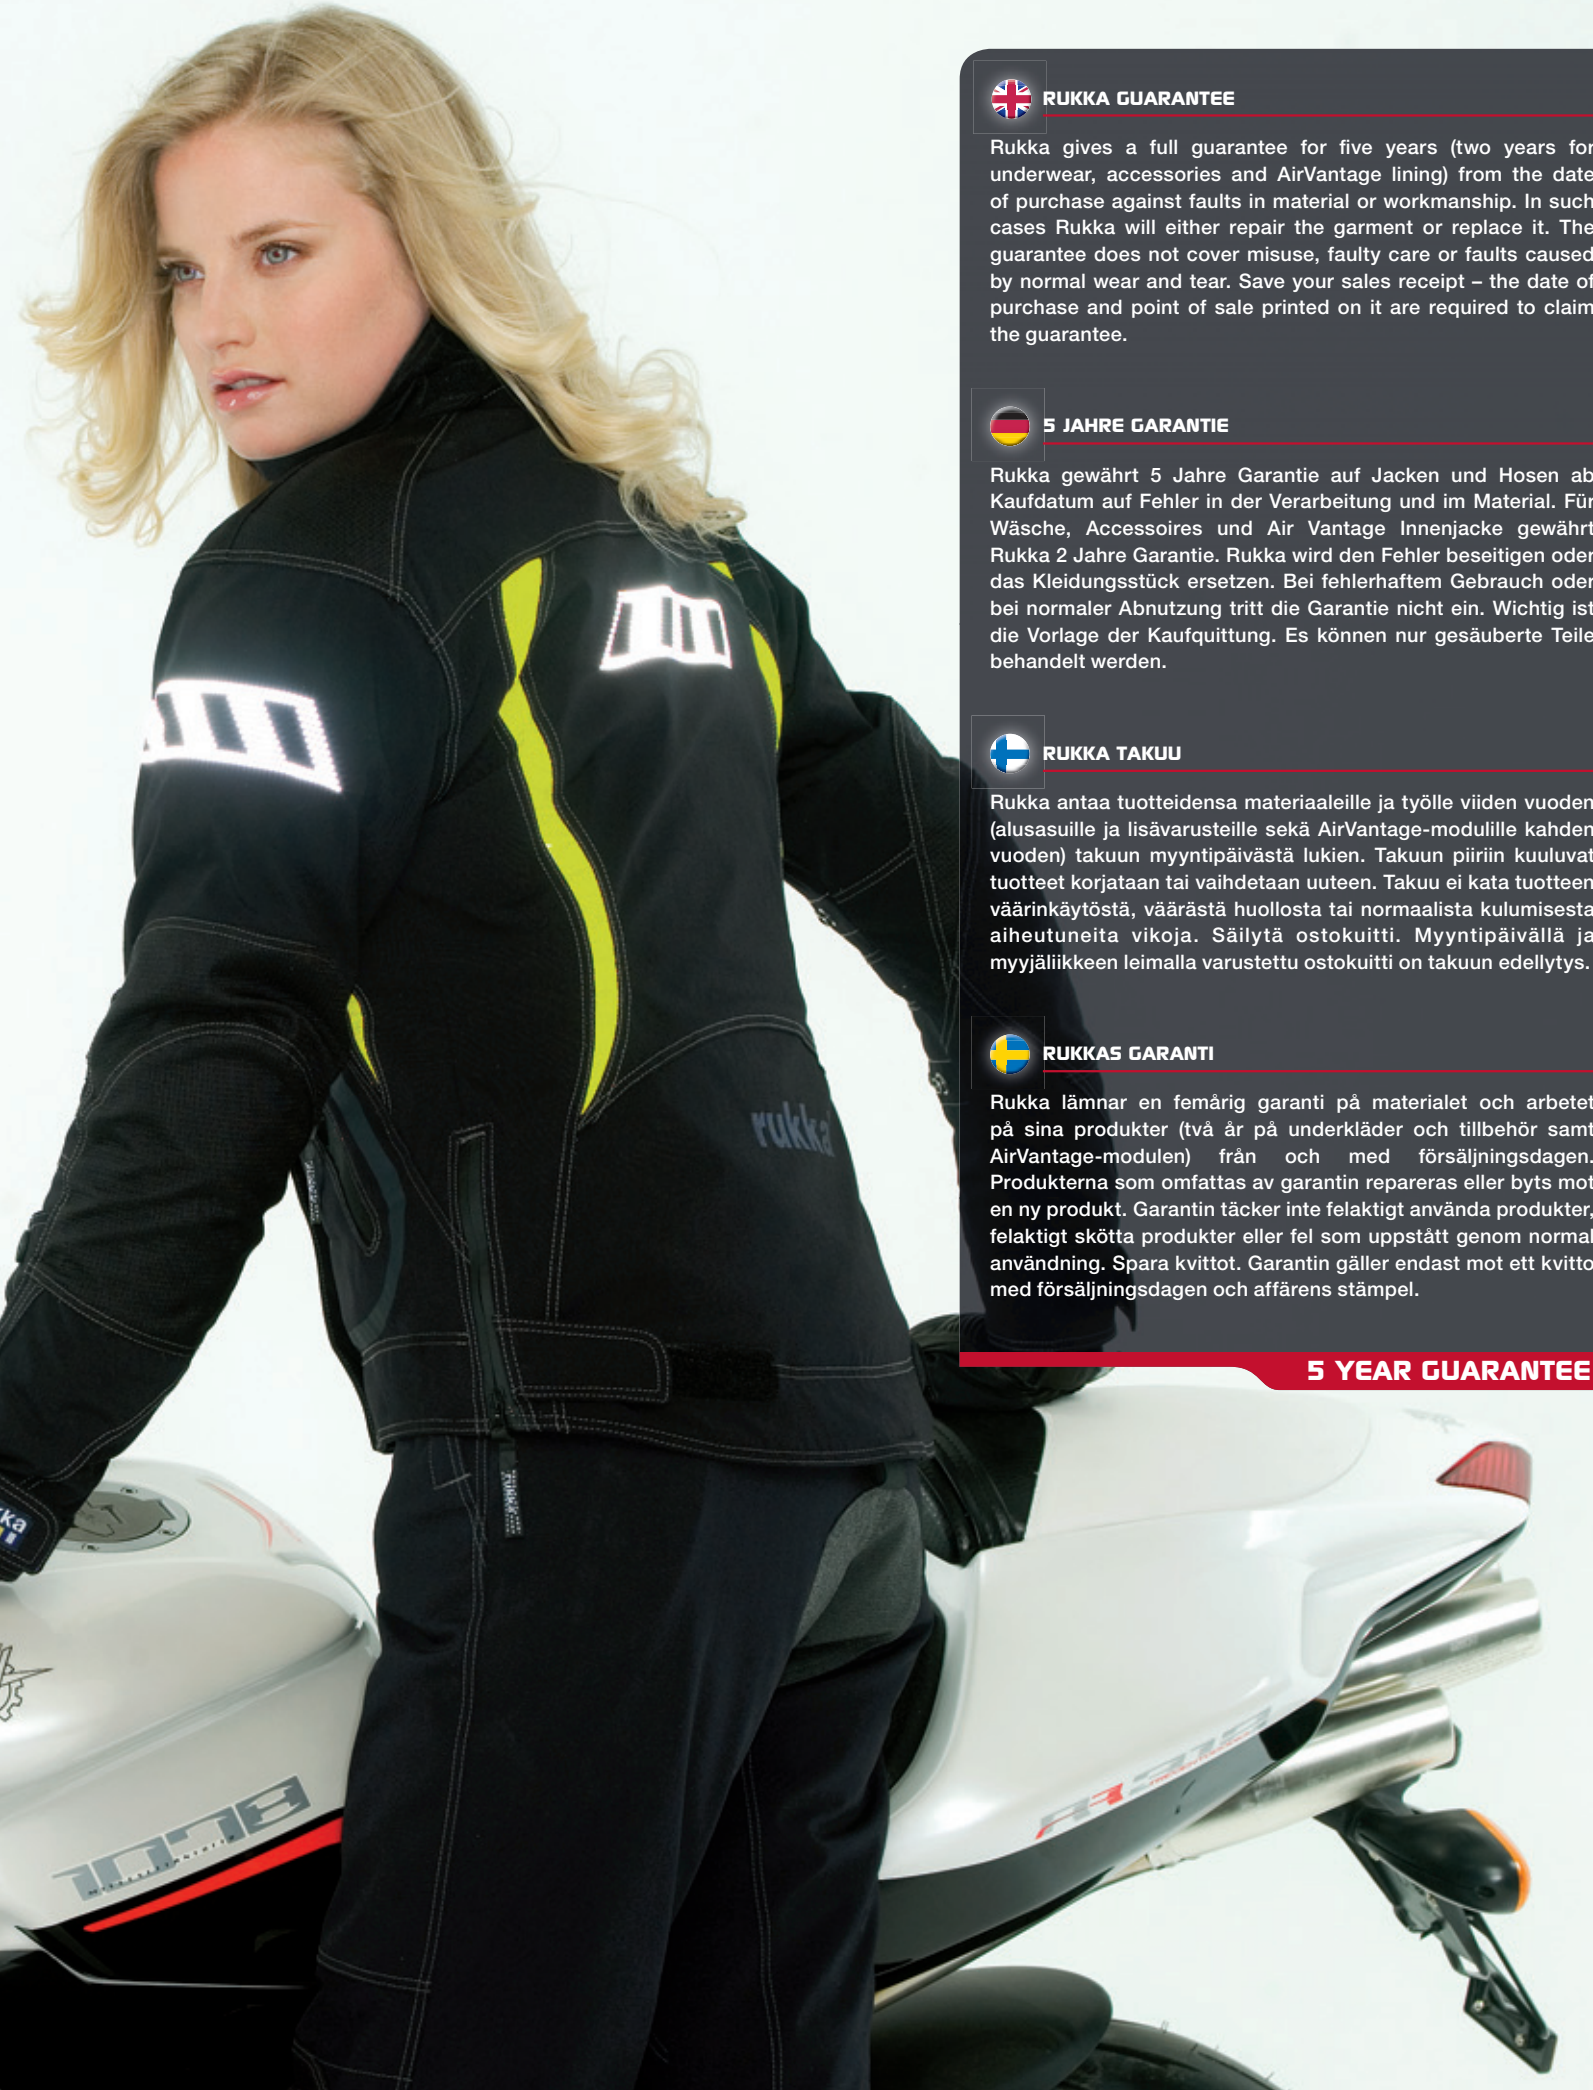 RUKKA GUARANTEE
Rukka gives a full guarantee for five years (two years for
underwear, accessories and AirVantage lining) from the date
of purchase against faults in material or workmanship. In such
cases Rukka will either repair the garment or replace it. The
guarantee does not cover misuse, faulty care or faults caused
by normal wear and tear. Save your sales receipt – the date of
purchase and point of sale printed on it are required to claim
the guarantee.
5 JAHRE GARANTIE
Rukka gewährt 5 Jahre Garantie auf Jacken und Hosen ab
Kaufdatum auf Fehler in der Verarbeitung und im Material. Für
Wäsche, Accessoires und Air Vantage Innenjacke gewährt
Rukka 2 Jahre Garantie. Rukka wird den Fehler beseitigen oder
das Kleidungsstück ersetzen. Bei fehlerhaftem Gebrauch oder
bei normaler Abnutzung tritt die Garantie nicht ein. Wichtig ist
die Vorlage der Kaufquittung. Es können nur gesäuberte Teile
behandelt werden.
RUKKA TAKUU
Rukka antaa tuotteidensa materiaaleille ja työlle viiden vuoden
(alusasuille ja lisävarusteille sekä AirVantage-modulille kahden
vuoden) takuun myyntipäivästä lukien. Takuun piiriin kuuluvat
tuotteet korjataan tai vaihdetaan uuteen. Takuu ei kata tuotteen
väärinkäytöstä, väärästä huollosta tai normaalista kulumisesta
aiheutuneita vikoja. Säilytä ostokuitti. Myyntipäivällä ja
myyjäliikkeen leimalla varustettu ostokuitti on takuun edellytys.
RUKKAS GARANTI
Rukka lämnar en femårig garanti på materialet och arbetet
på sina produkter (två år på underkläder och tillbehör samt
AirVantage-modulen) från och med försäljningsdagen.
Produkterna som omfattas av garantin repareras eller byts mot
en ny produkt. Garantin täcker inte felaktigt använda produkter,
felaktigt skötta produkter eller fel som uppstått genom normal
användning. Spara kvittot. Garantin gäller endast mot ett kvitto
med försäljningsdagen och affärens stämpel.
5 YEAR GUARANTEE
rukka
RUKKA
ka
1078
R312